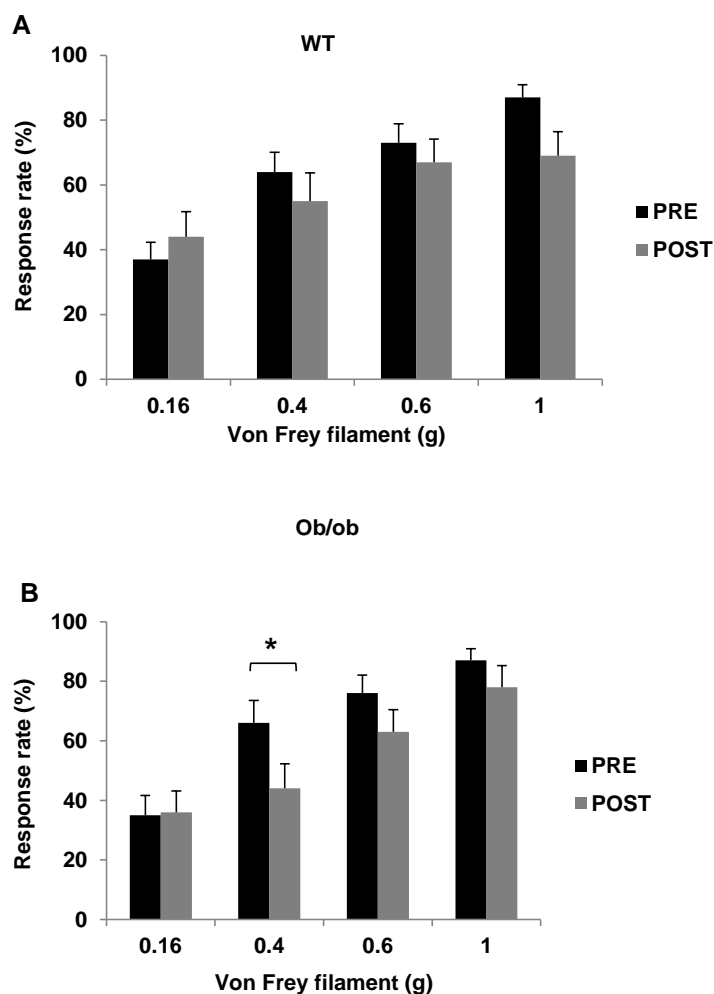 A
WT
100
80
60
40
20
0
Response rate (%)
0.16 0.4 0.6 1
Von Frey filament (g)
PRE
POST
Ob/ob
B
100
80
60
40
20
0
Response rate (%)
*
0.16 0.4 0.6 1
Von Frey filament (g)
PRE
POST